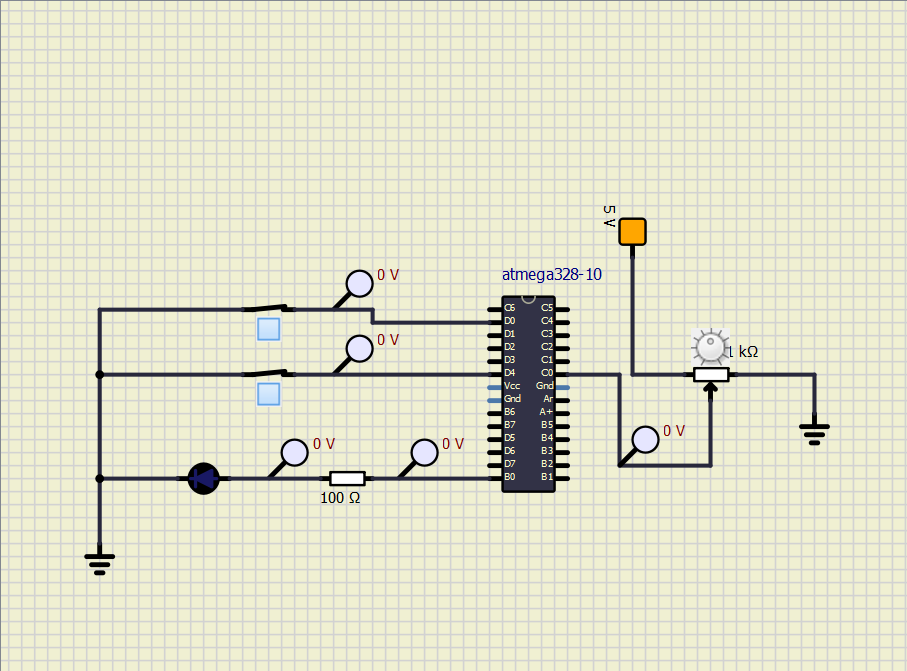 5 V
atmega328-10
0 V
0 V
0 V
0 V
0 V
1 kΩ
100 Ω
C6 C5
D0 C4
D1 C3
D2 C2
D3 C1
D4 C0
Vcc Gnd
Gnd Ar
B6 A+
B7 B5
D5 B4
D6 B3
D7 B2
B0 B1